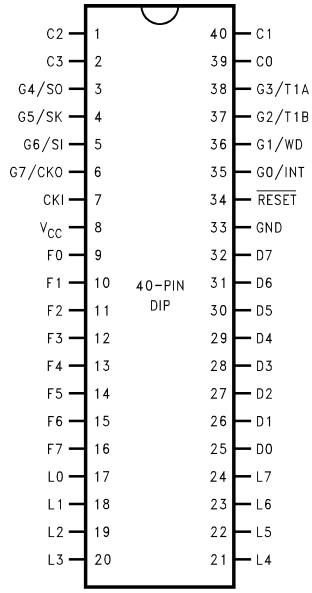 C2 1 40 C1
C3 2 39 C0
G4/SO 3 38 G3/T1A
G5/SK 4 37 G2/T1B
G6/SI 5 36 G1/WD
G7/CKO 6 35 G0/INT
CKI 7 34 RESET
VCC 8 33 GND
F0 9 32 D7
F1 10 40-PIN 31 D6
F2 11 DIP 30 D5
F3 12 29 D4
F4 13 28 D3
F5 14 27 D2
F6 15 26 D1
F7 16 25 D0
L0 17 24 L7
L1 18 23 L6
L2 19 22 L5
L3 20 21 L4